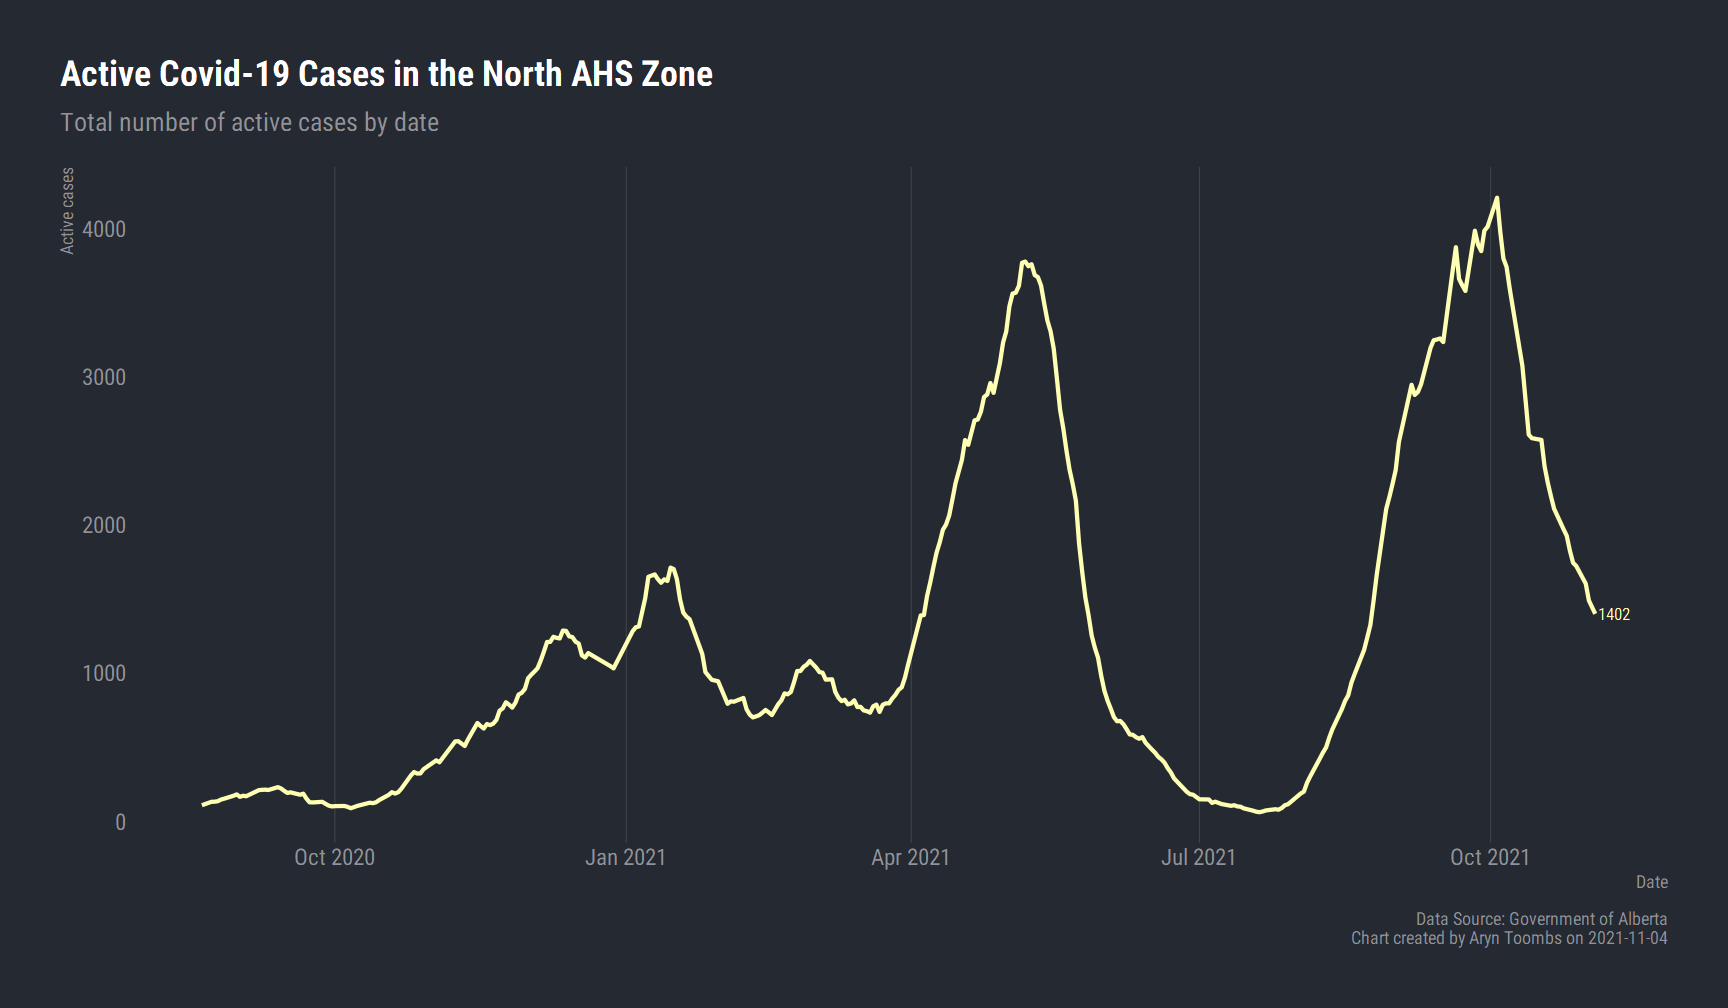 Active Covid-19 Cases in the North AHS Zone
Total number of active cases by date
Active cases
4000
3000
2000
1000
0
1402
Oct 2020
Jan 2021
Apr 2021
Jul 2021
Oct 2021
Date
Data Source: Government of Alberta
Chart created by Aryn Toombs on 2021-11-04